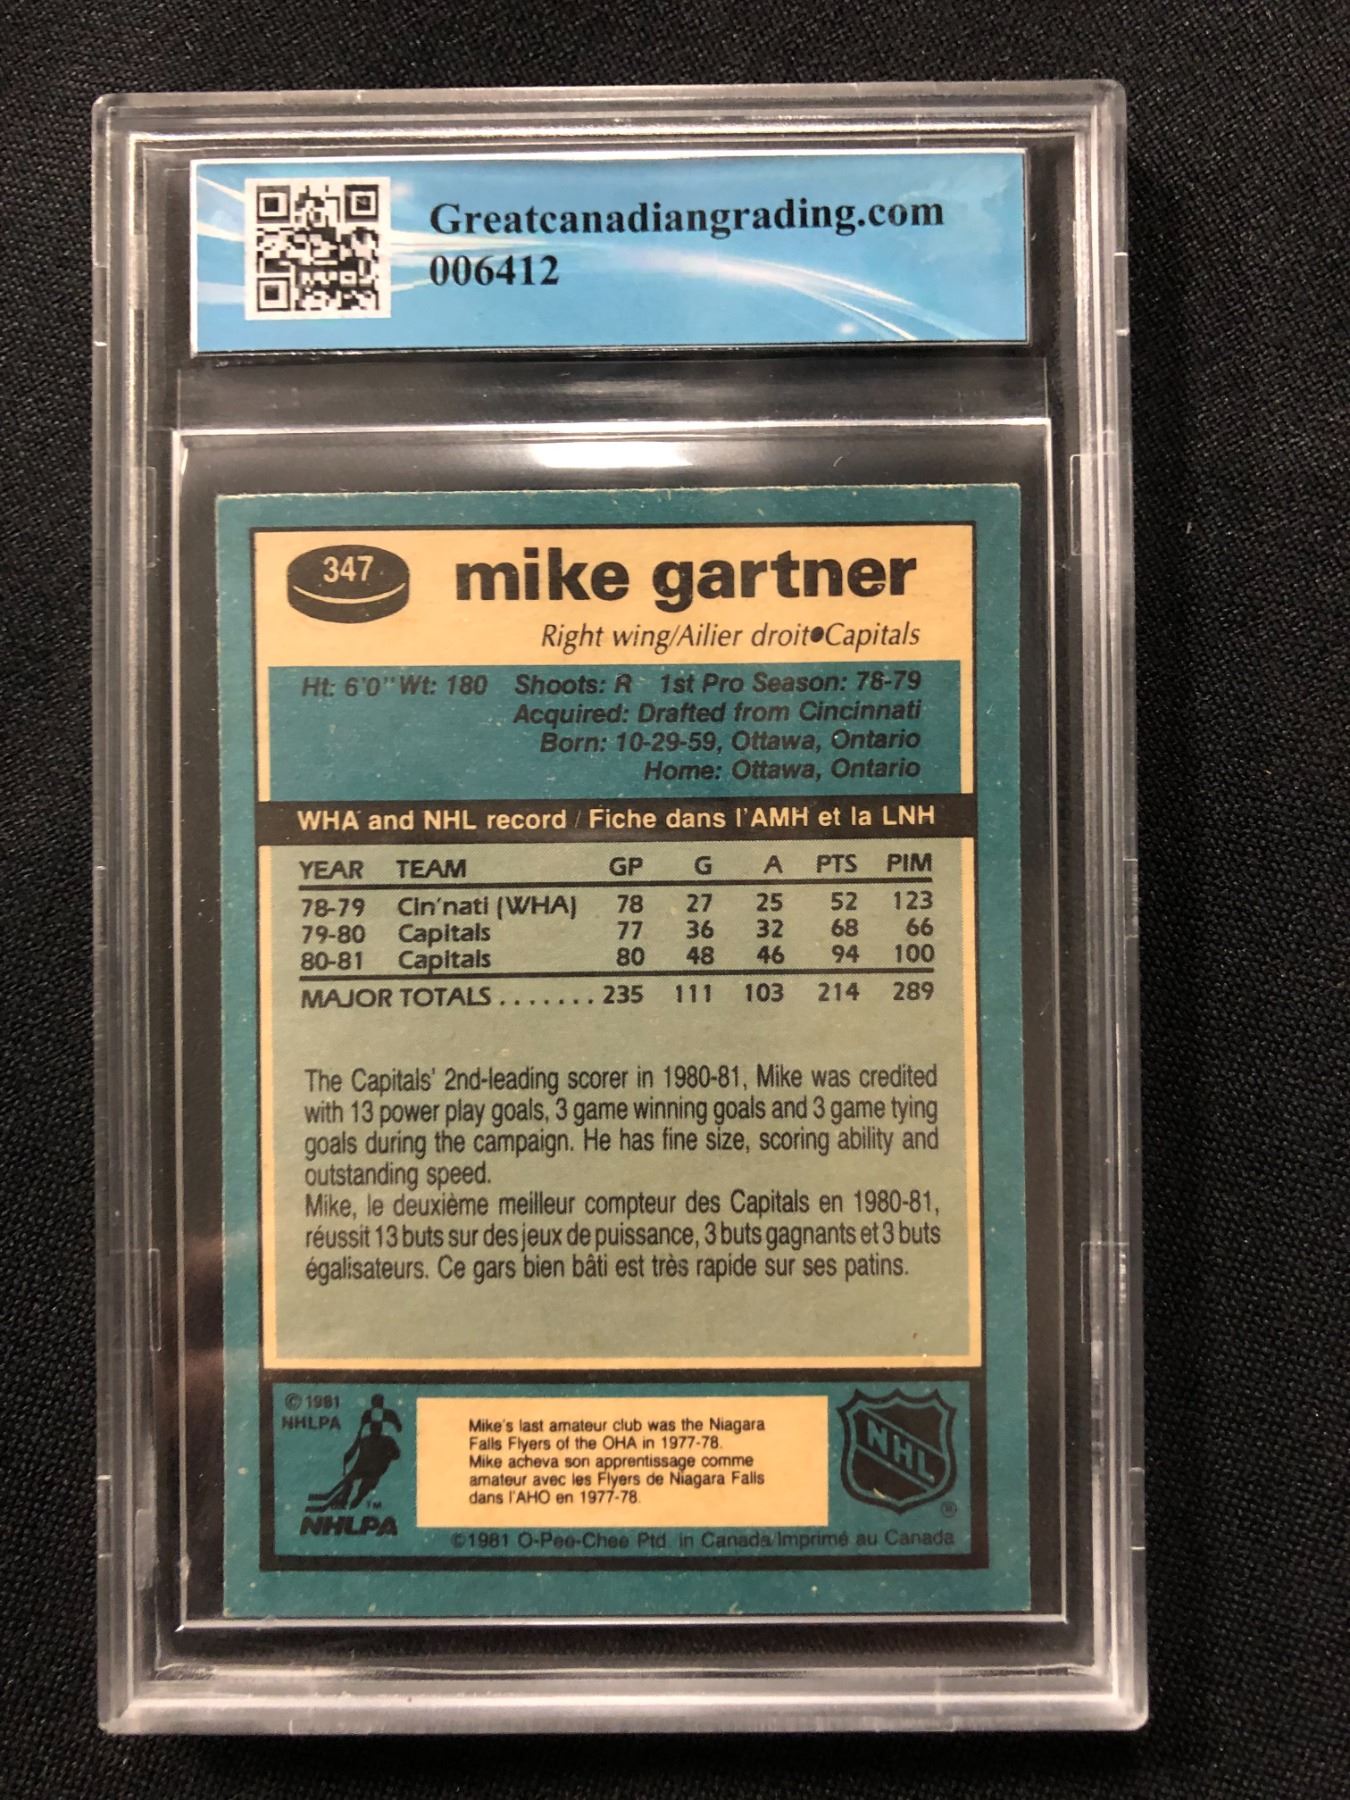 Greatcanadiangrading.com
006412
347
mike gartner
Right wing/Ailier droit●Capitals
Ht: 6'0" Wt: 180 Shoots: R 1st Pro Season: 78-79
Acquired: Drafted from Cincinnati
Born: 10-29-59, Ottawa, Ontario
Home: Ottawa, Ontario
WHA and NHL record / Fiche dans l'AMH et la LNH
YEAR TEAM GP G A PTS PIM
78-79 Cin'nati (WHA) 78 27 25 52 123
79-80 Capitals 77 36 32 68 66
80-81 Capitals 80 48 46 94 100
MAJOR TOTALS ....... 235 111 103 214 289
The Capitals' 2nd-leading scorer in 1980-81, Mike was credited
with 13 power play goals, 3 game winning goals and 3 game tying
goals during the campaign. He has fine size, scoring ability and
outstanding speed.
Mike, le deuxième meilleur compteur des Capitals en 1980-81,
réussit 13 buts sur des jeux de puissance, 3 buts gagnants et 3 buts
égalisateurs. Ce gars bien bâti est très rapide sur ses patins.
© 1981
NHLPA
TM
NHLPA
Mike's last amateur club was the Niagara
Falls Flyers of the OHA in 1977-78.
Mike acheva son apprentissage comme
amateur avec les Flyers de Niagara Falls
dans l'AHO en 1977-78.
NHL
®
©1981 O-Pee-Chee Ptd. in Canada/Imprimé au Canada